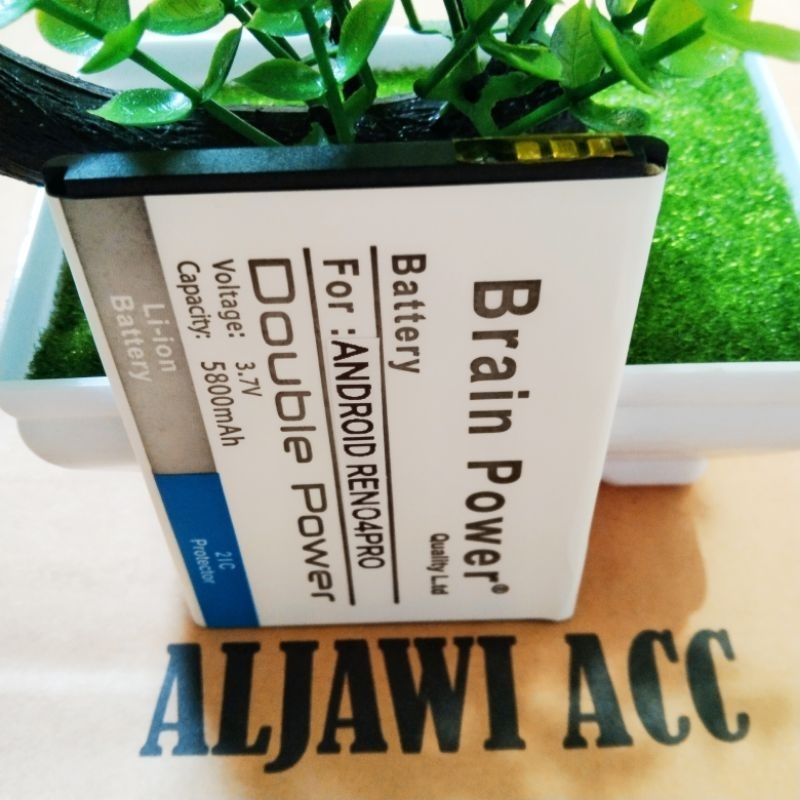 Brain Power®
Quality Ltd
Battery
For : ANDROID RENO4PRO
Double Power
Voltage: 3.7V
Capacity: 5800mAh
Li-ion
Battery
2IC
Protector
ALJAWI ACC